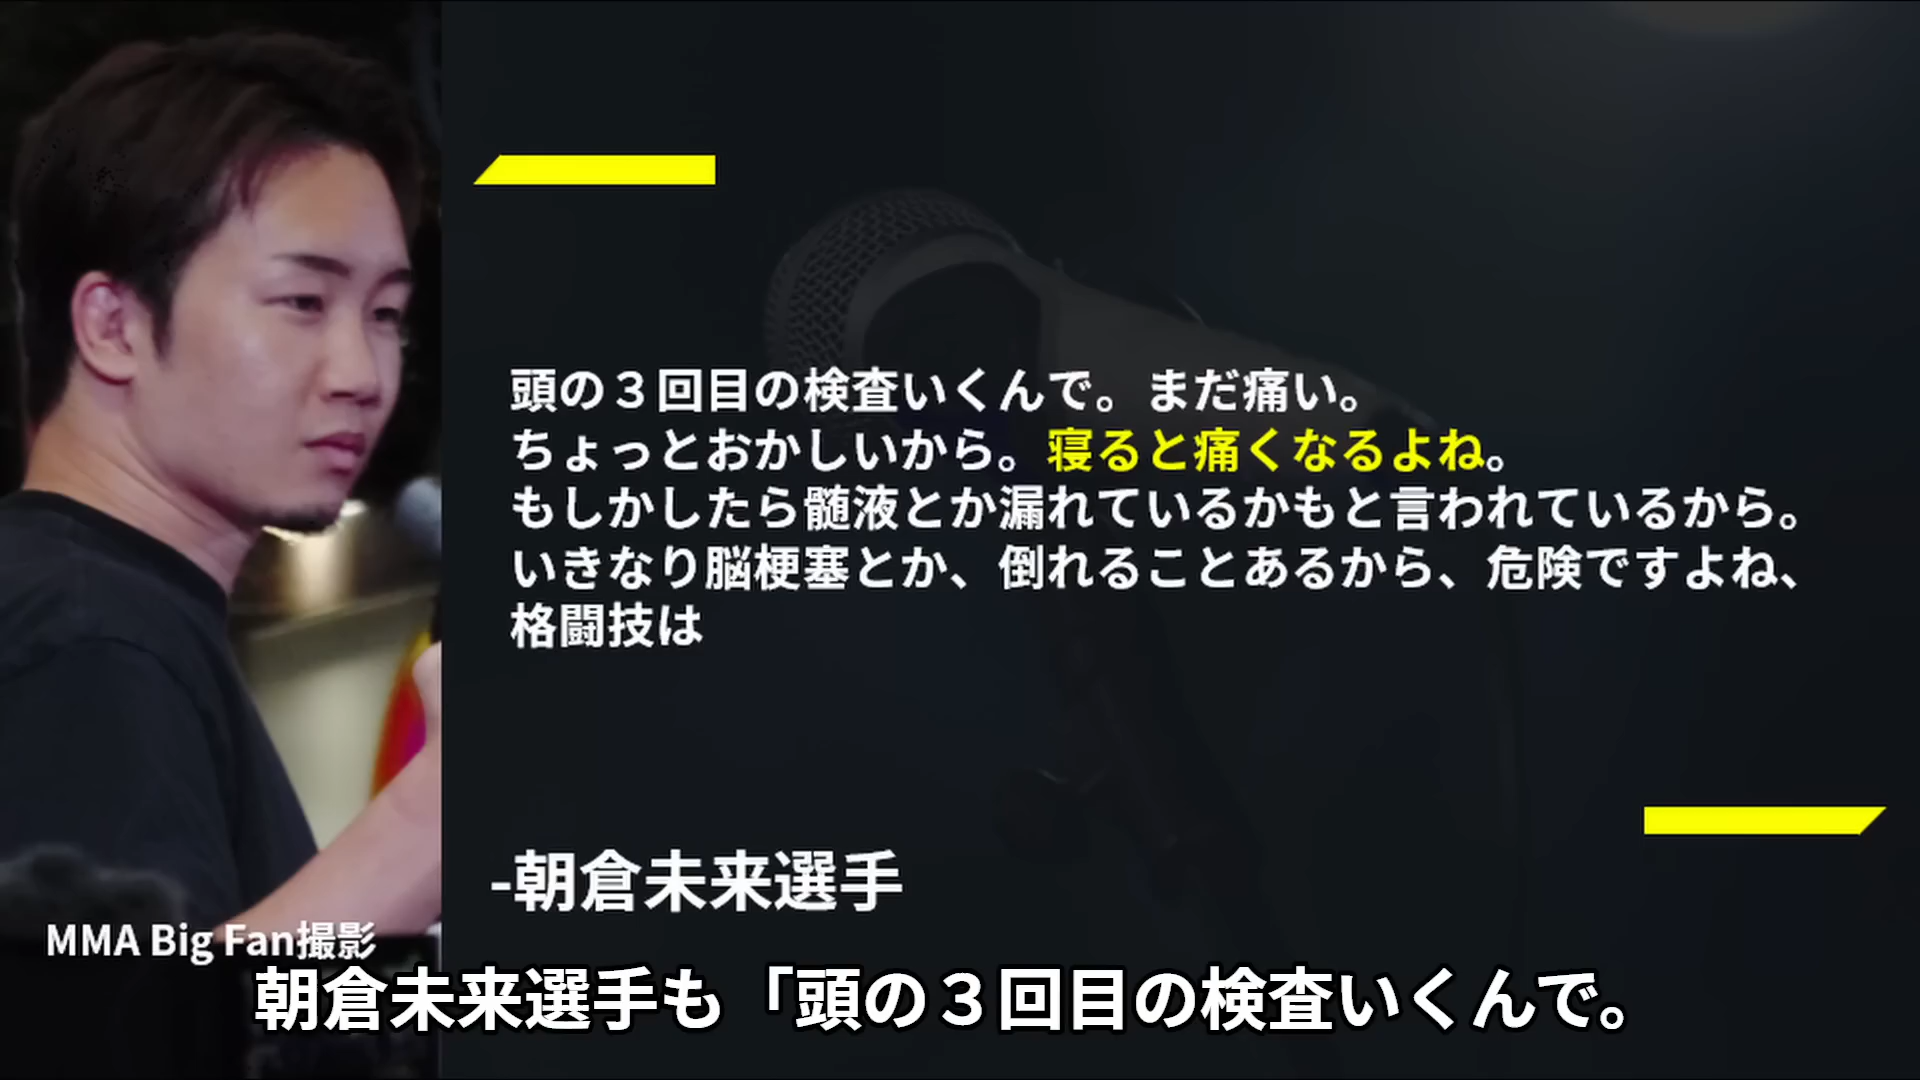 頭の３回目の検査いくんで。まだ痛い。
ちょっとおかしいから。寝ると痛くなるよね。
もしかしたら髄液とか漏れているかもと言われているから。
いきなり脳梗塞とか、倒れることあるから、危険ですよね、
格闘技は
-朝倉未来選手
MMA Big Fan撮影
朝倉未来選手も「頭の３回目の検査いくんで。